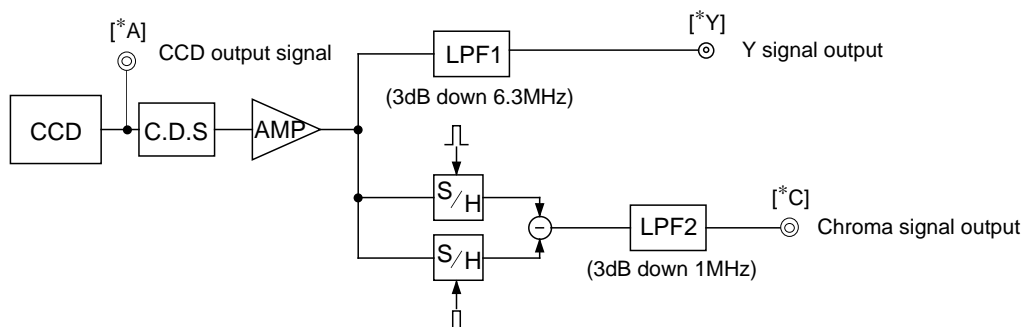 [*A]
CCD output signal
[*Y]
Y signal output
LPF1
(3dB down 6.3MHz)
CCD
C.D.S
AMP
S/H
[*C]
Chroma signal output
−
LPF2
(3dB down 1MHz)
S/H